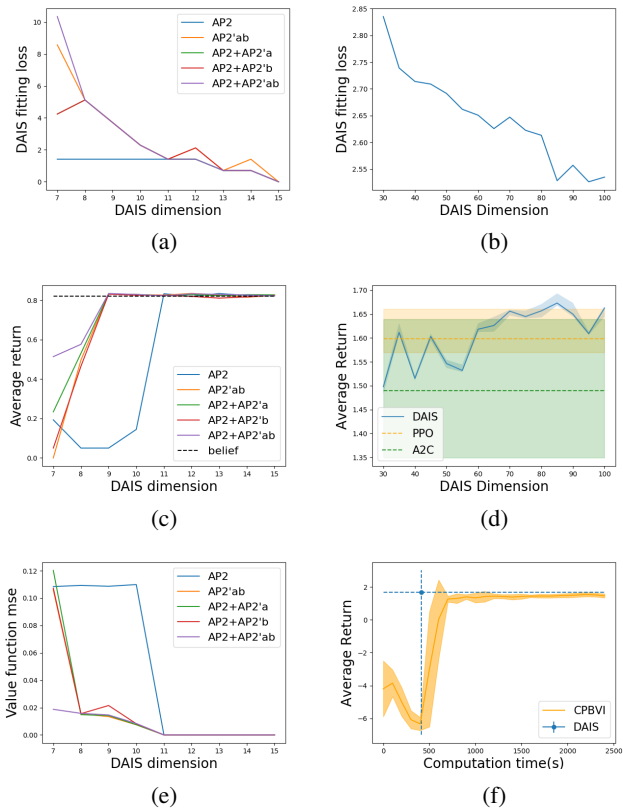 DAIS fitting loss
10
8
6
4
2
0
7 8 9 10 11 12 13 14 15
DAIS dimension
AP2
AP2'ab
AP2+AP2'a
AP2+AP2'b
AP2+AP2'ab
(a)
DAIS fitting loss
2.85
2.80
2.75
2.70
2.65
2.60
2.55
30 40 50 60 70 80 90 100
DAIS Dimension
(b)
Average return
0.8
0.6
0.4
0.2
0.0
7 8 9 10 11 12 13 14 15
DAIS dimension
AP2
AP2'ab
AP2+AP2'a
AP2+AP2'b
AP2+AP2'ab
belief
(c)
Average Return
1.70
1.65
1.60
1.55
1.50
1.45
1.40
1.35
30 40 50 60 70 80 90 100
DAIS Dimension
DAIS
PPO
A2C
(d)
Value function mse
0.12
0.10
0.08
0.06
0.04
0.02
0.00
7 8 9 10 11 12 13 14 15
DAIS dimension
AP2
AP2'ab
AP2+AP2'a
AP2+AP2'b
AP2+AP2'ab
(e)
Average Return
2
0
−2
−4
−6
0 500 1000 1500 2000 2500
Computation time(s)
CPBVI
DAIS
(f)